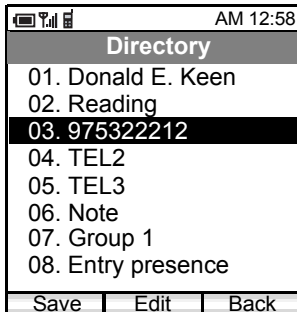 AM 12:58
Directory
01. Donald E. Keen
02. Reading
03. 975322212
04. TEL2
05. TEL3
06. Note
07. Group 1
08. Entry presence
Save Edit Back